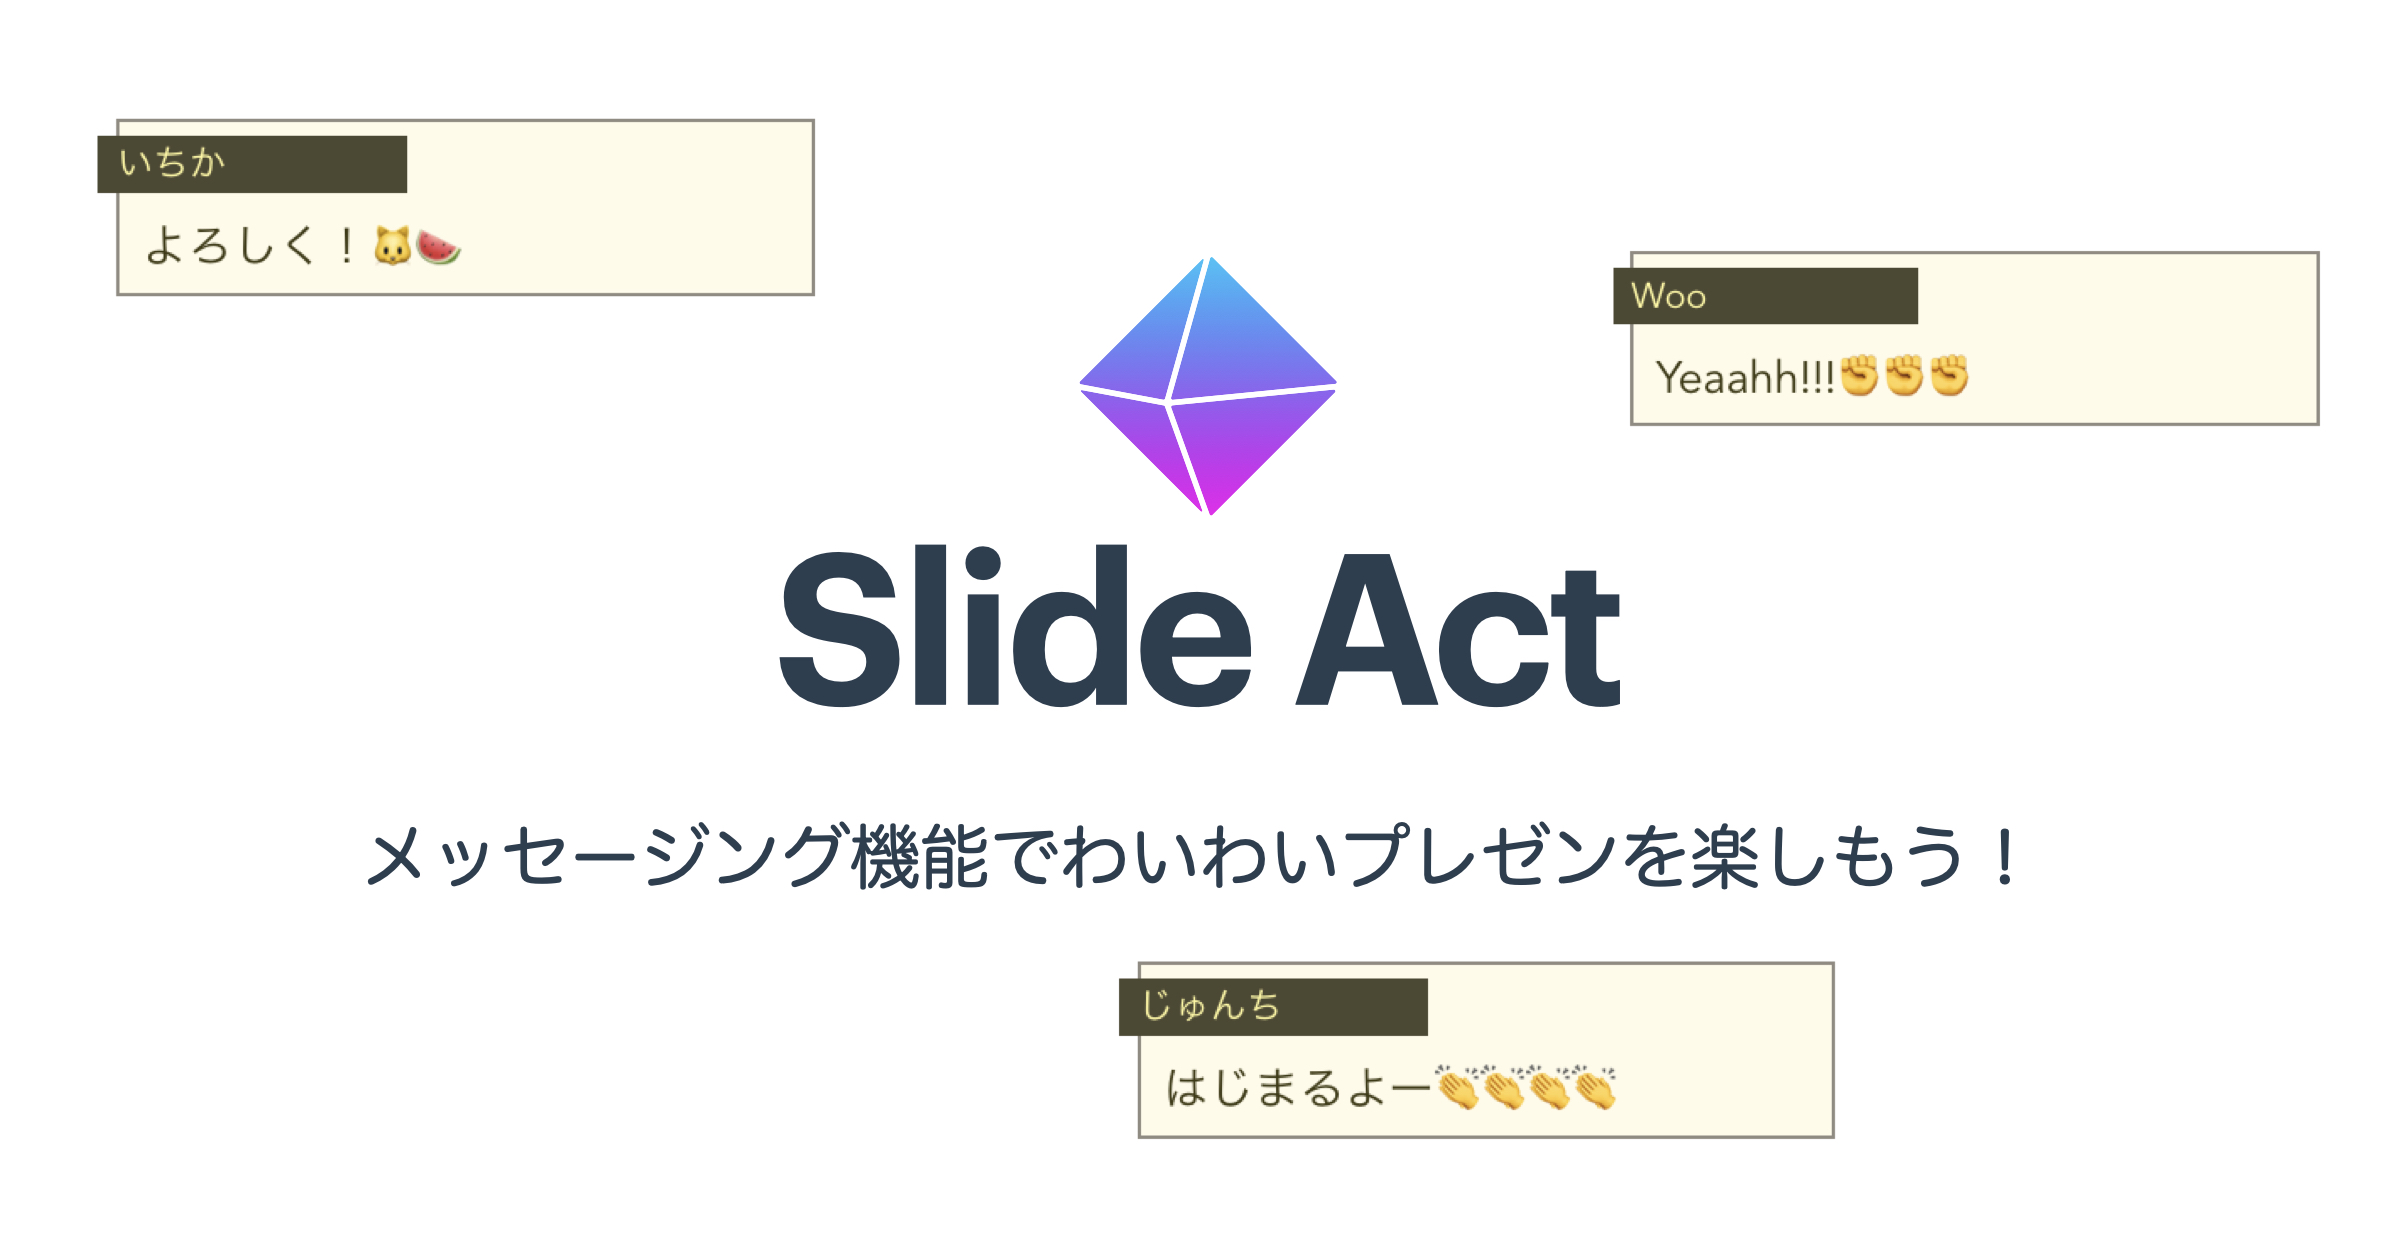 いちか
よろしく！🐱🍉
Woo
Yeaahh!!!✊✊✊
Slide Act
メッセージング機能でわいわいプレゼンを楽しもう！
じゅんち
はじまるよー👏👏👏👏